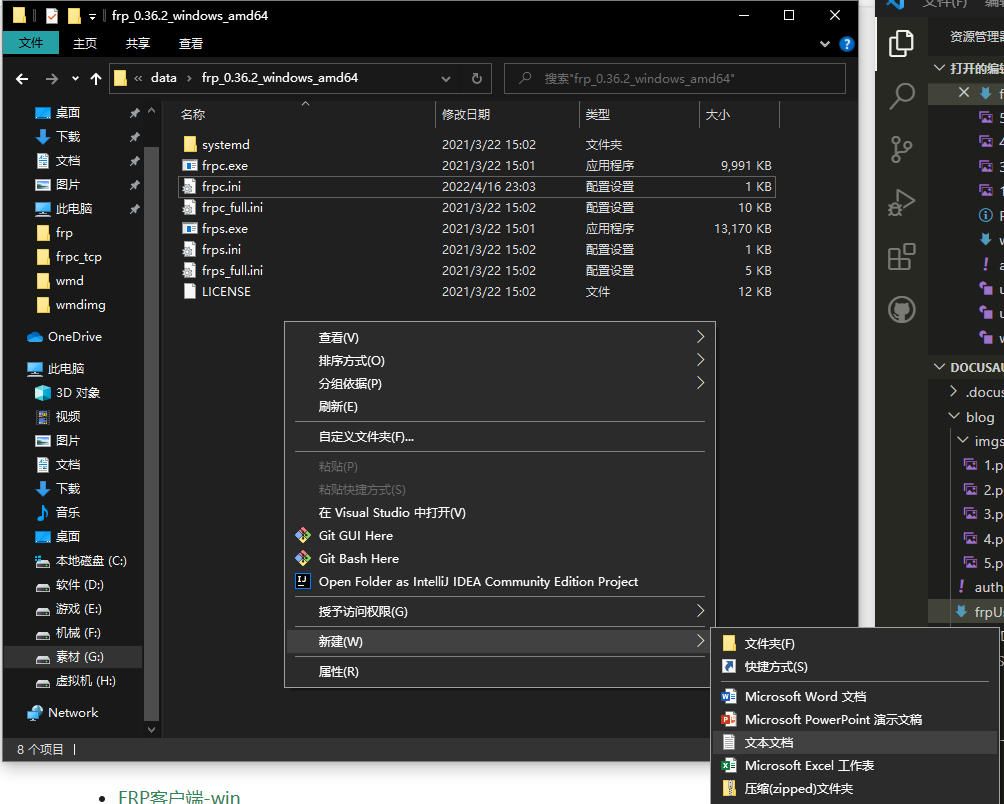 frp_0.36.2_windows_amd64
文件 主页 共享 查看
data frp_0.36.2_windows_amd64
搜索"frp_0.36.2_windows_amd64"
桌面
下载
文档
图片
此电脑
frp
frpc_tcp
wmd
wmdimg
OneDrive
此电脑
3D 对象
视频
图片
文档
下载
音乐
桌面
本地磁盘 (C:)
软件 (D:)
游戏 (E:)
机械 (F:)
素材 (G:)
虚拟机 (H:)
Network
名称 修改日期 类型 大小
systemd 2021/3/22 15:02 文件夹
frpc.exe 2021/3/22 15:01 应用程序 9,991 KB
frpc.ini 2022/4/16 23:03 配置设置 1 KB
frpc_full.ini 2021/3/22 15:02 配置设置 10 KB
frps.exe 2021/3/22 15:01 应用程序 13,170 KB
frps.ini 2021/3/22 15:02 配置设置 1 KB
frps_full.ini 2021/3/22 15:02 配置设置 5 KB
LICENSE 2021/3/22 15:02 文件 12 KB
查看(V)
排序方式(O)
分组依据(P)
刷新(E)
自定义文件夹(F)...
粘贴(P)
粘贴快捷方式(S)
在 Visual Studio 中打开(V)
Git GUI Here
Git Bash Here
Open Folder as IntelliJ IDEA Community Edition Project
授予访问权限(G)
新建(W)
属性(R)
文件夹(F)
快捷方式(S)
Microsoft Word 文档
Microsoft PowerPoint 演示文稿
文本文档
Microsoft Excel 工作表
压缩(zipped)文件夹
8 个项目
FRP客户端-win
文件(F)
资源管理器
打开的编辑
DOCUSAU
.docus
blog
imgs
1.p
2.p
3.p
4.p
5.p
auth
frpUs